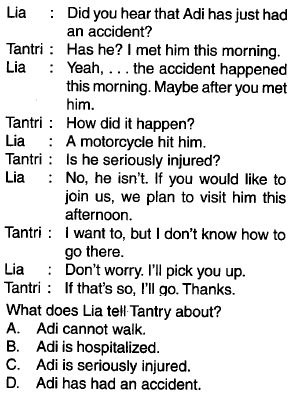 Lia : Did you hear that Adi has just had
an accident?
Tantri : Has he? I met him this morning.
Lia : Yeah, . . . the accident happened
this morning. Maybe after you met
him.
Tantri : How did it happen?
Lia : A motorcycle hit him.
Tantri : Is he seriously injured?
Lia : No, he isn't. If you would like to
join us, we plan to visit him this
afternoon.
Tantri : I want to, but I don't know how to
go there.
Lia : Don't worry. I'll pick you up.
Tantri : If that's so, I'll go. Thanks.
What does Lia tell Tantry about?
A. Adi cannot walk.
B. Adi is hospitalized.
C. Adi is seriously injured.
D. Adi has had an accident.